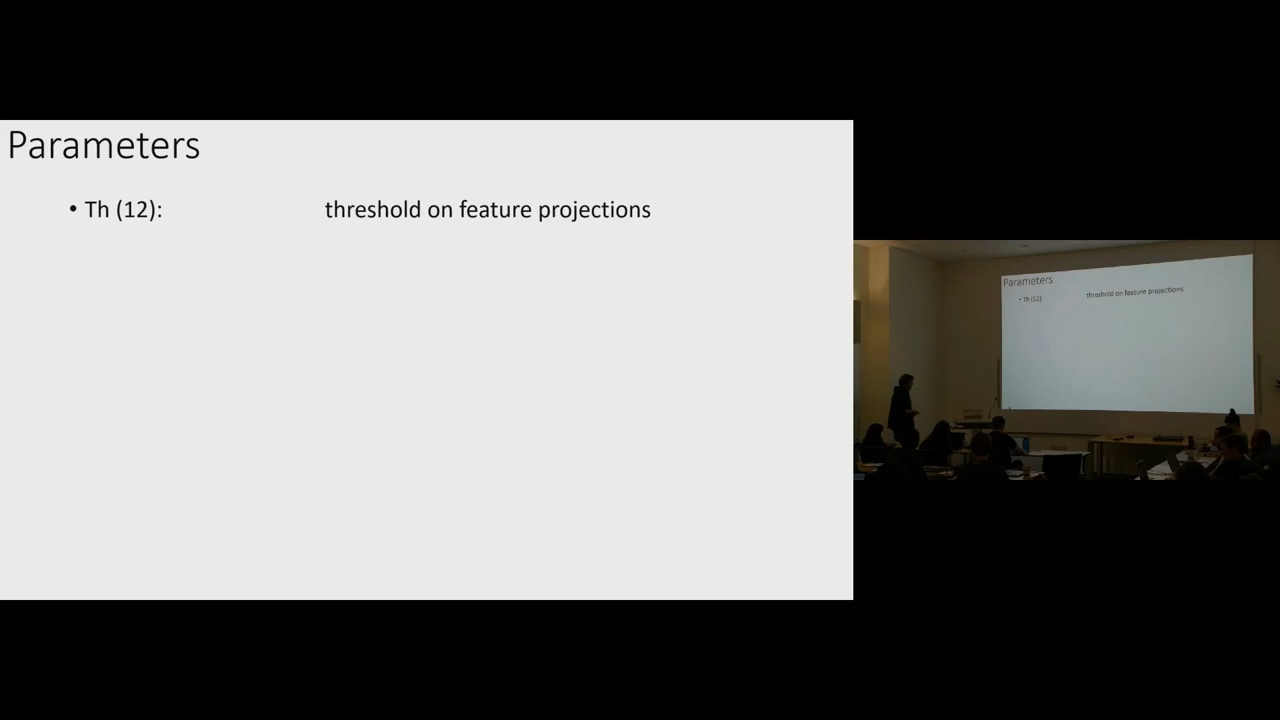 Parameters
• Th (12): threshold on feature projections
Parameters
• Th (12): threshold on feature projections